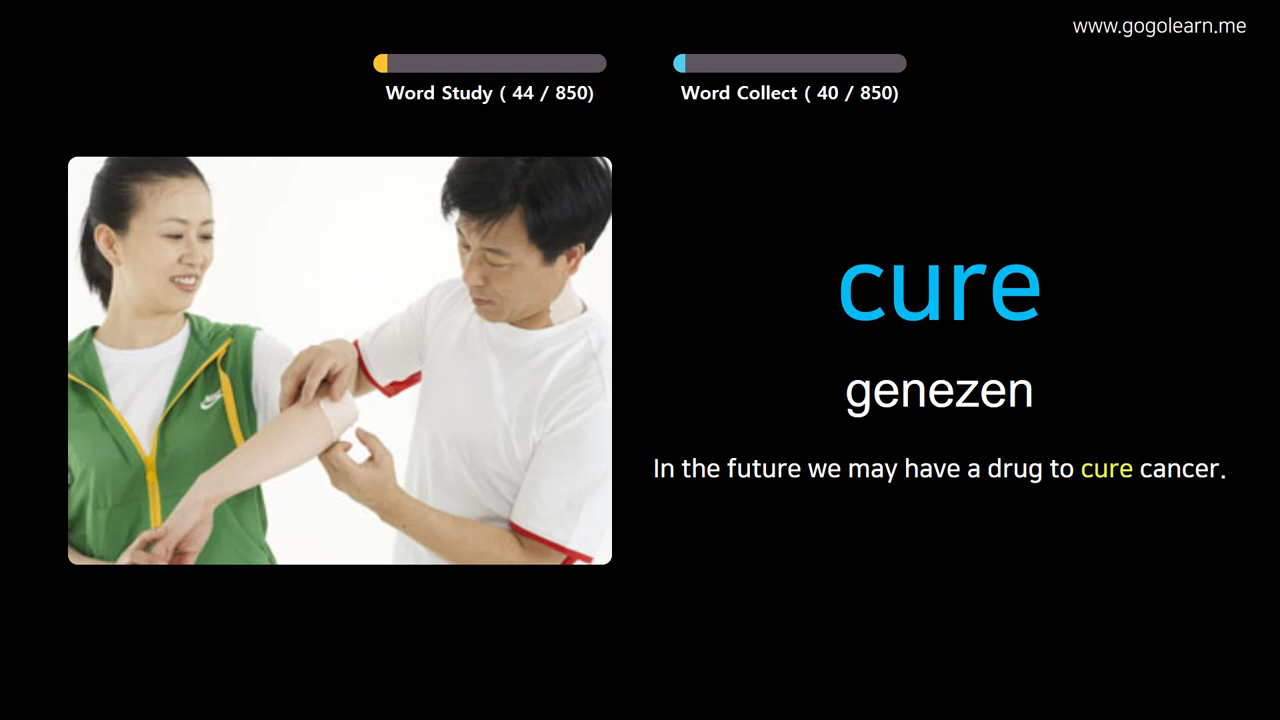 www.gogolearn.me
Word Study ( 44 / 850)
Word Collect ( 40 / 850)
cure
genezen
In the future we may have a drug to cure cancer.